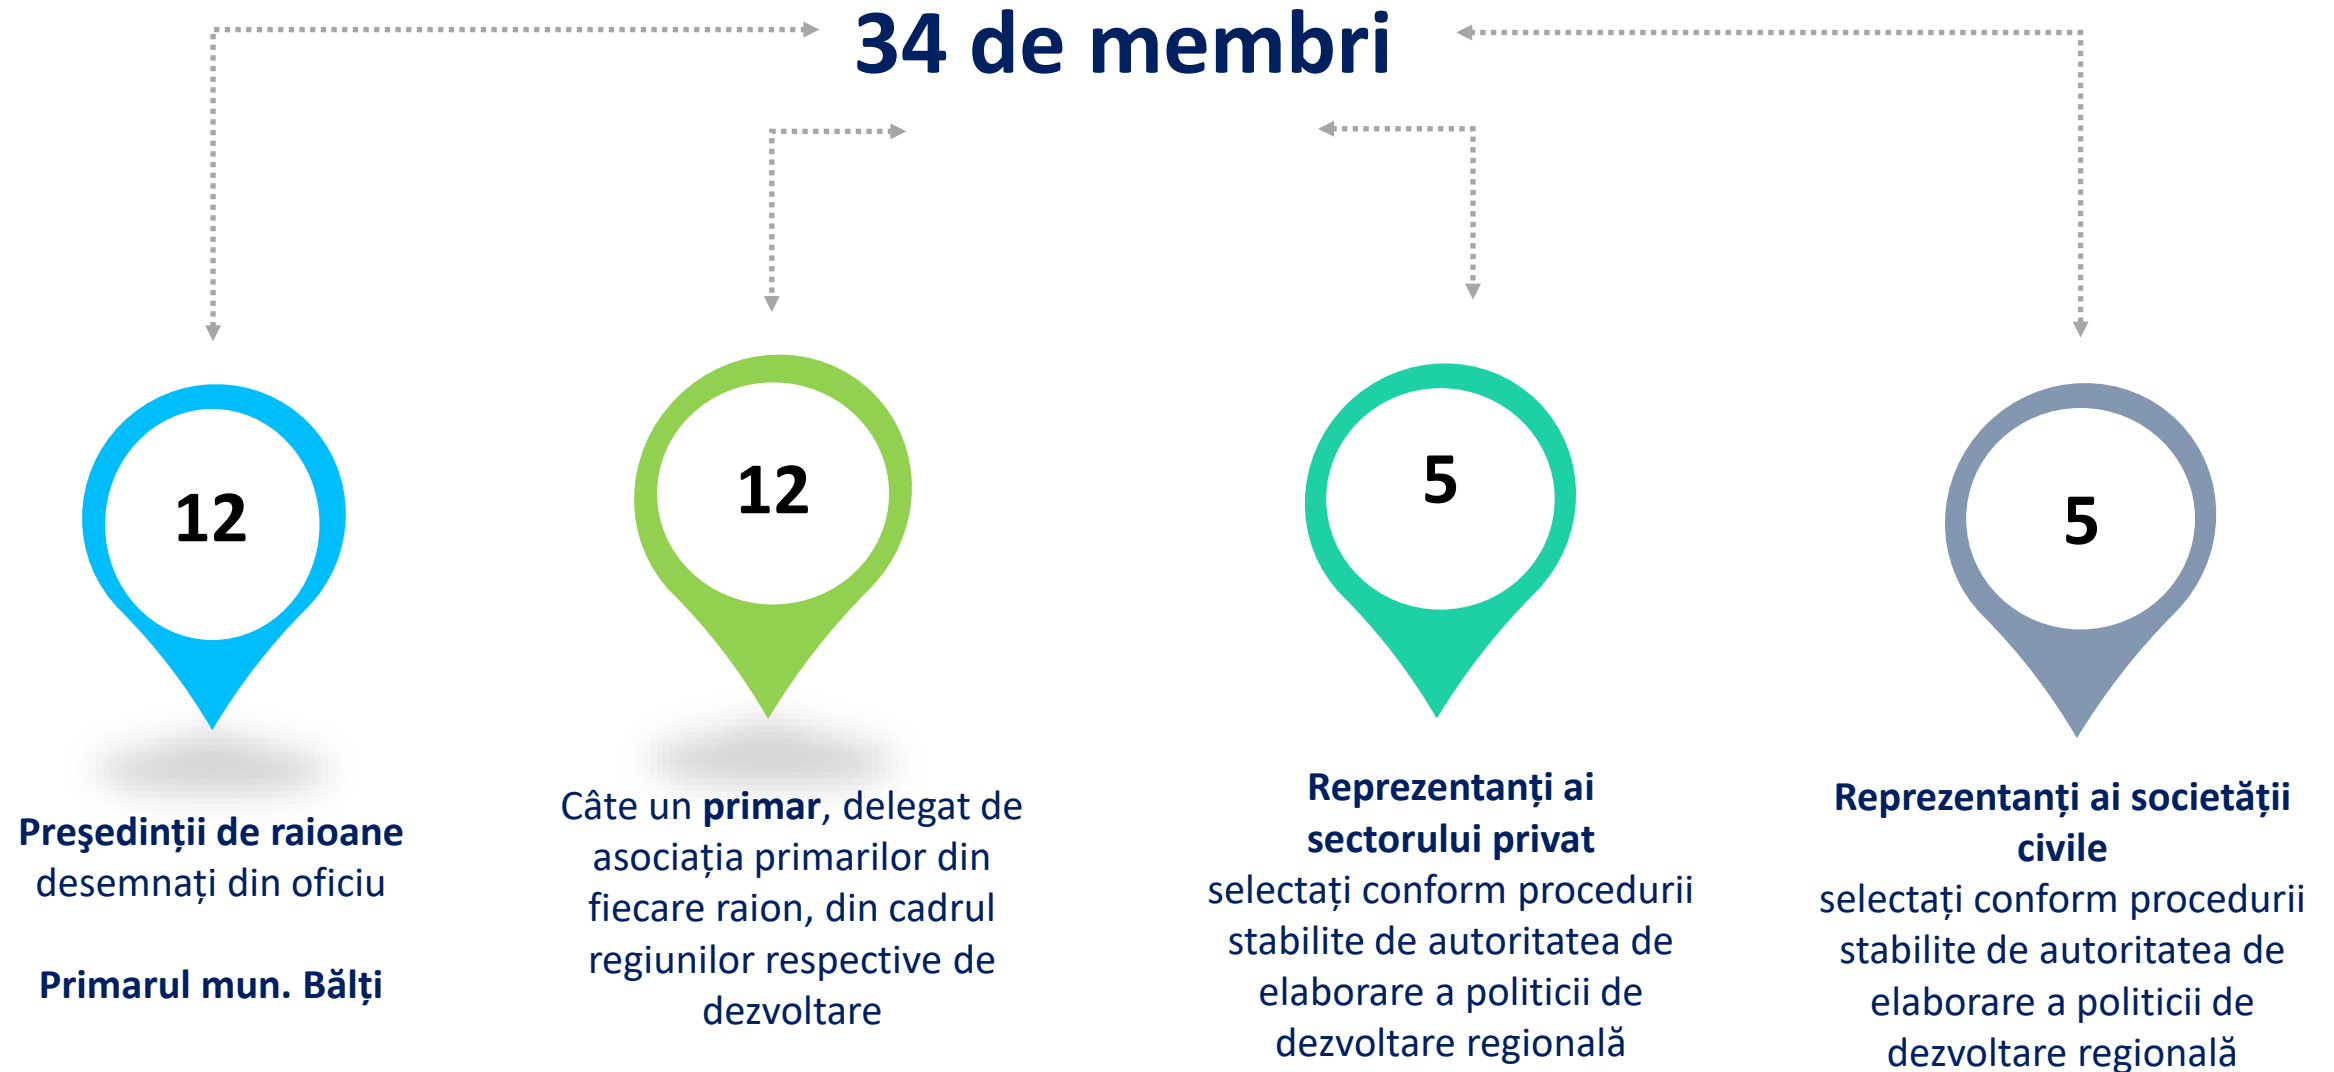 34 de membri
12
Preşedinții de raioane
desemnați din oficiu
Primarul mun. Bălți
12
Câte un primar, delegat de
asociația primarilor din
fiecare raion, din cadrul
regiunilor respective de
dezvoltare
5
Reprezentanți ai
sectorului privat
selectați conform procedurii
stabilite de autoritatea de
elaborare a politicii de
dezvoltare regională
5
Reprezentanți ai societății
civile
selectați conform procedurii
stabilite de autoritatea de
elaborare a politicii de
dezvoltare regională